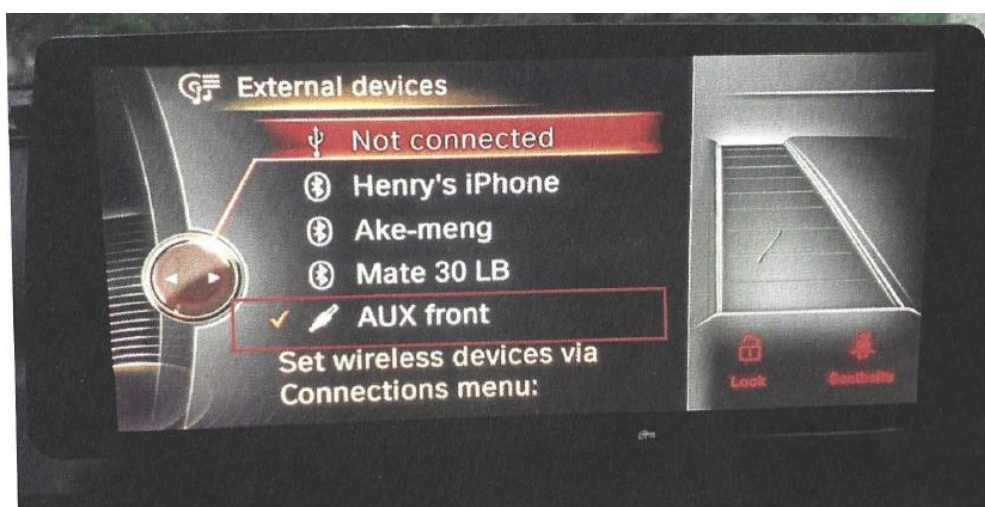 External devices
Not connected
Henry's iPhone
Ake-meng
Mate 30 LB
AUX front
Set wireless devices via
Connections menu:
Lock
Seatbelts